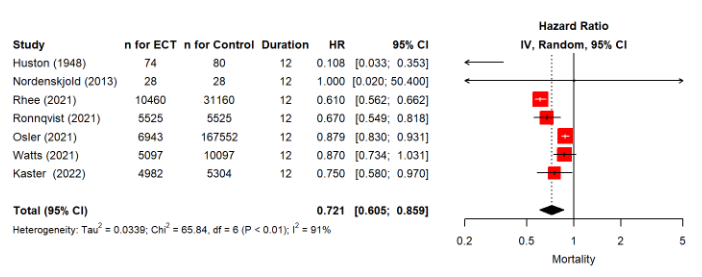 Hazard Ratio
Study n for ECT n for Control Duration HR 95% CI IV, Random, 95% CI
Huston (1948) 74 80 12 0.108 [0.033; 0.353]
Nordenskjold (2013) 28 28 12 1.000 [0.020; 50.400]
Rhee (2021) 10460 31160 12 0.610 [0.562; 0.662]
Ronnqvist (2021) 5525 5525 12 0.670 [0.549; 0.818]
Osler (2021) 6943 167552 12 0.879 [0.830; 0.931]
Watts (2021) 5097 10097 12 0.870 [0.734; 1.031]
Kaster (2022) 4982 5304 12 0.750 [0.580; 0.970]
Total (95% CI) 0.721 [0.605; 0.859]
Heterogeneity: Tau² = 0.0339; Chi² = 65.84, df = 6 (P < 0.01); I² = 91%
0.2 0.5 1 2 5
Mortality